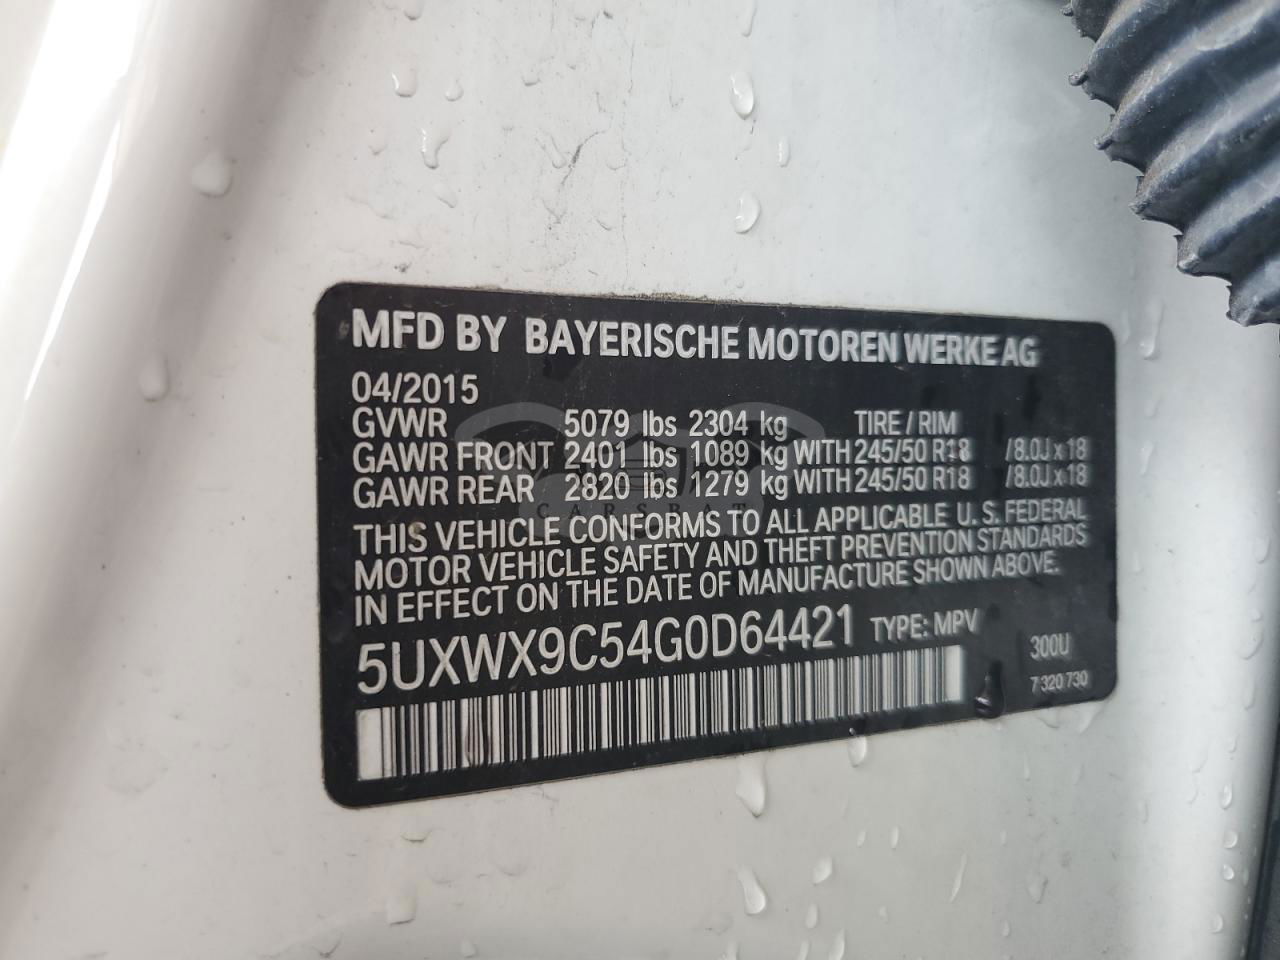 MFD BY BAYERISCHE MOTOREN WERKE AG
04/2015
GVWR 5079 lbs 2304 kg TIRE / RIM
GAWR FRONT 2401 lbs 1089 kg WITH 245/50 R18 /8.0J x 18
GAWR REAR 2820 lbs 1279 kg WITH 245/50 R18 /8.0J x 18
CARSBAT
THIS VEHICLE CONFORMS TO ALL APPLICABLE U.S. FEDERAL
MOTOR VEHICLE SAFETY AND THEFT PREVENTION STANDARDS
IN EFFECT ON THE DATE OF MANUFACTURE SHOWN ABOVE.
5UXWX9C54G0D64421 TYPE: MPV
300U
7 320 730